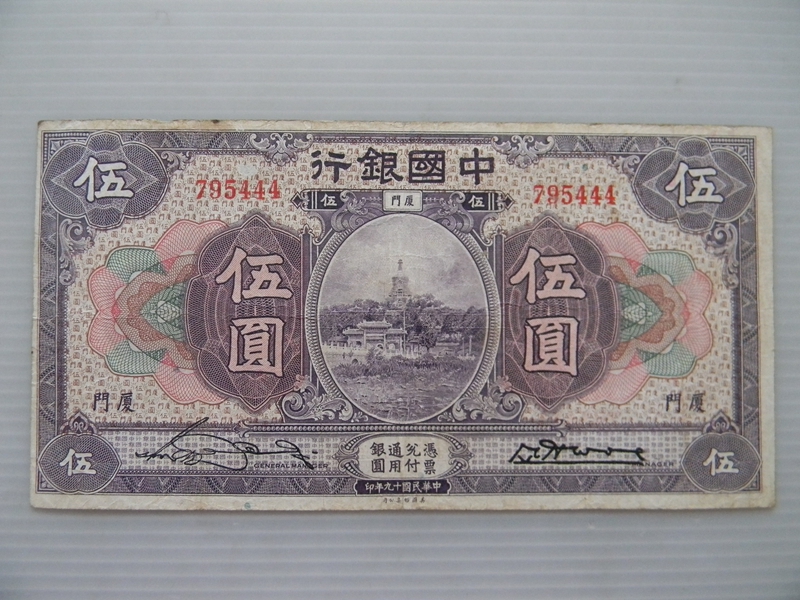 中國銀行
伍
伍
795444
795444
伍
廈門
伍
伍圓
伍圓
廈門
廈門
憑票
兌付
通用
銀圓
GENERAL MANAGER
MANAGER
伍
伍
中華民國十九年印